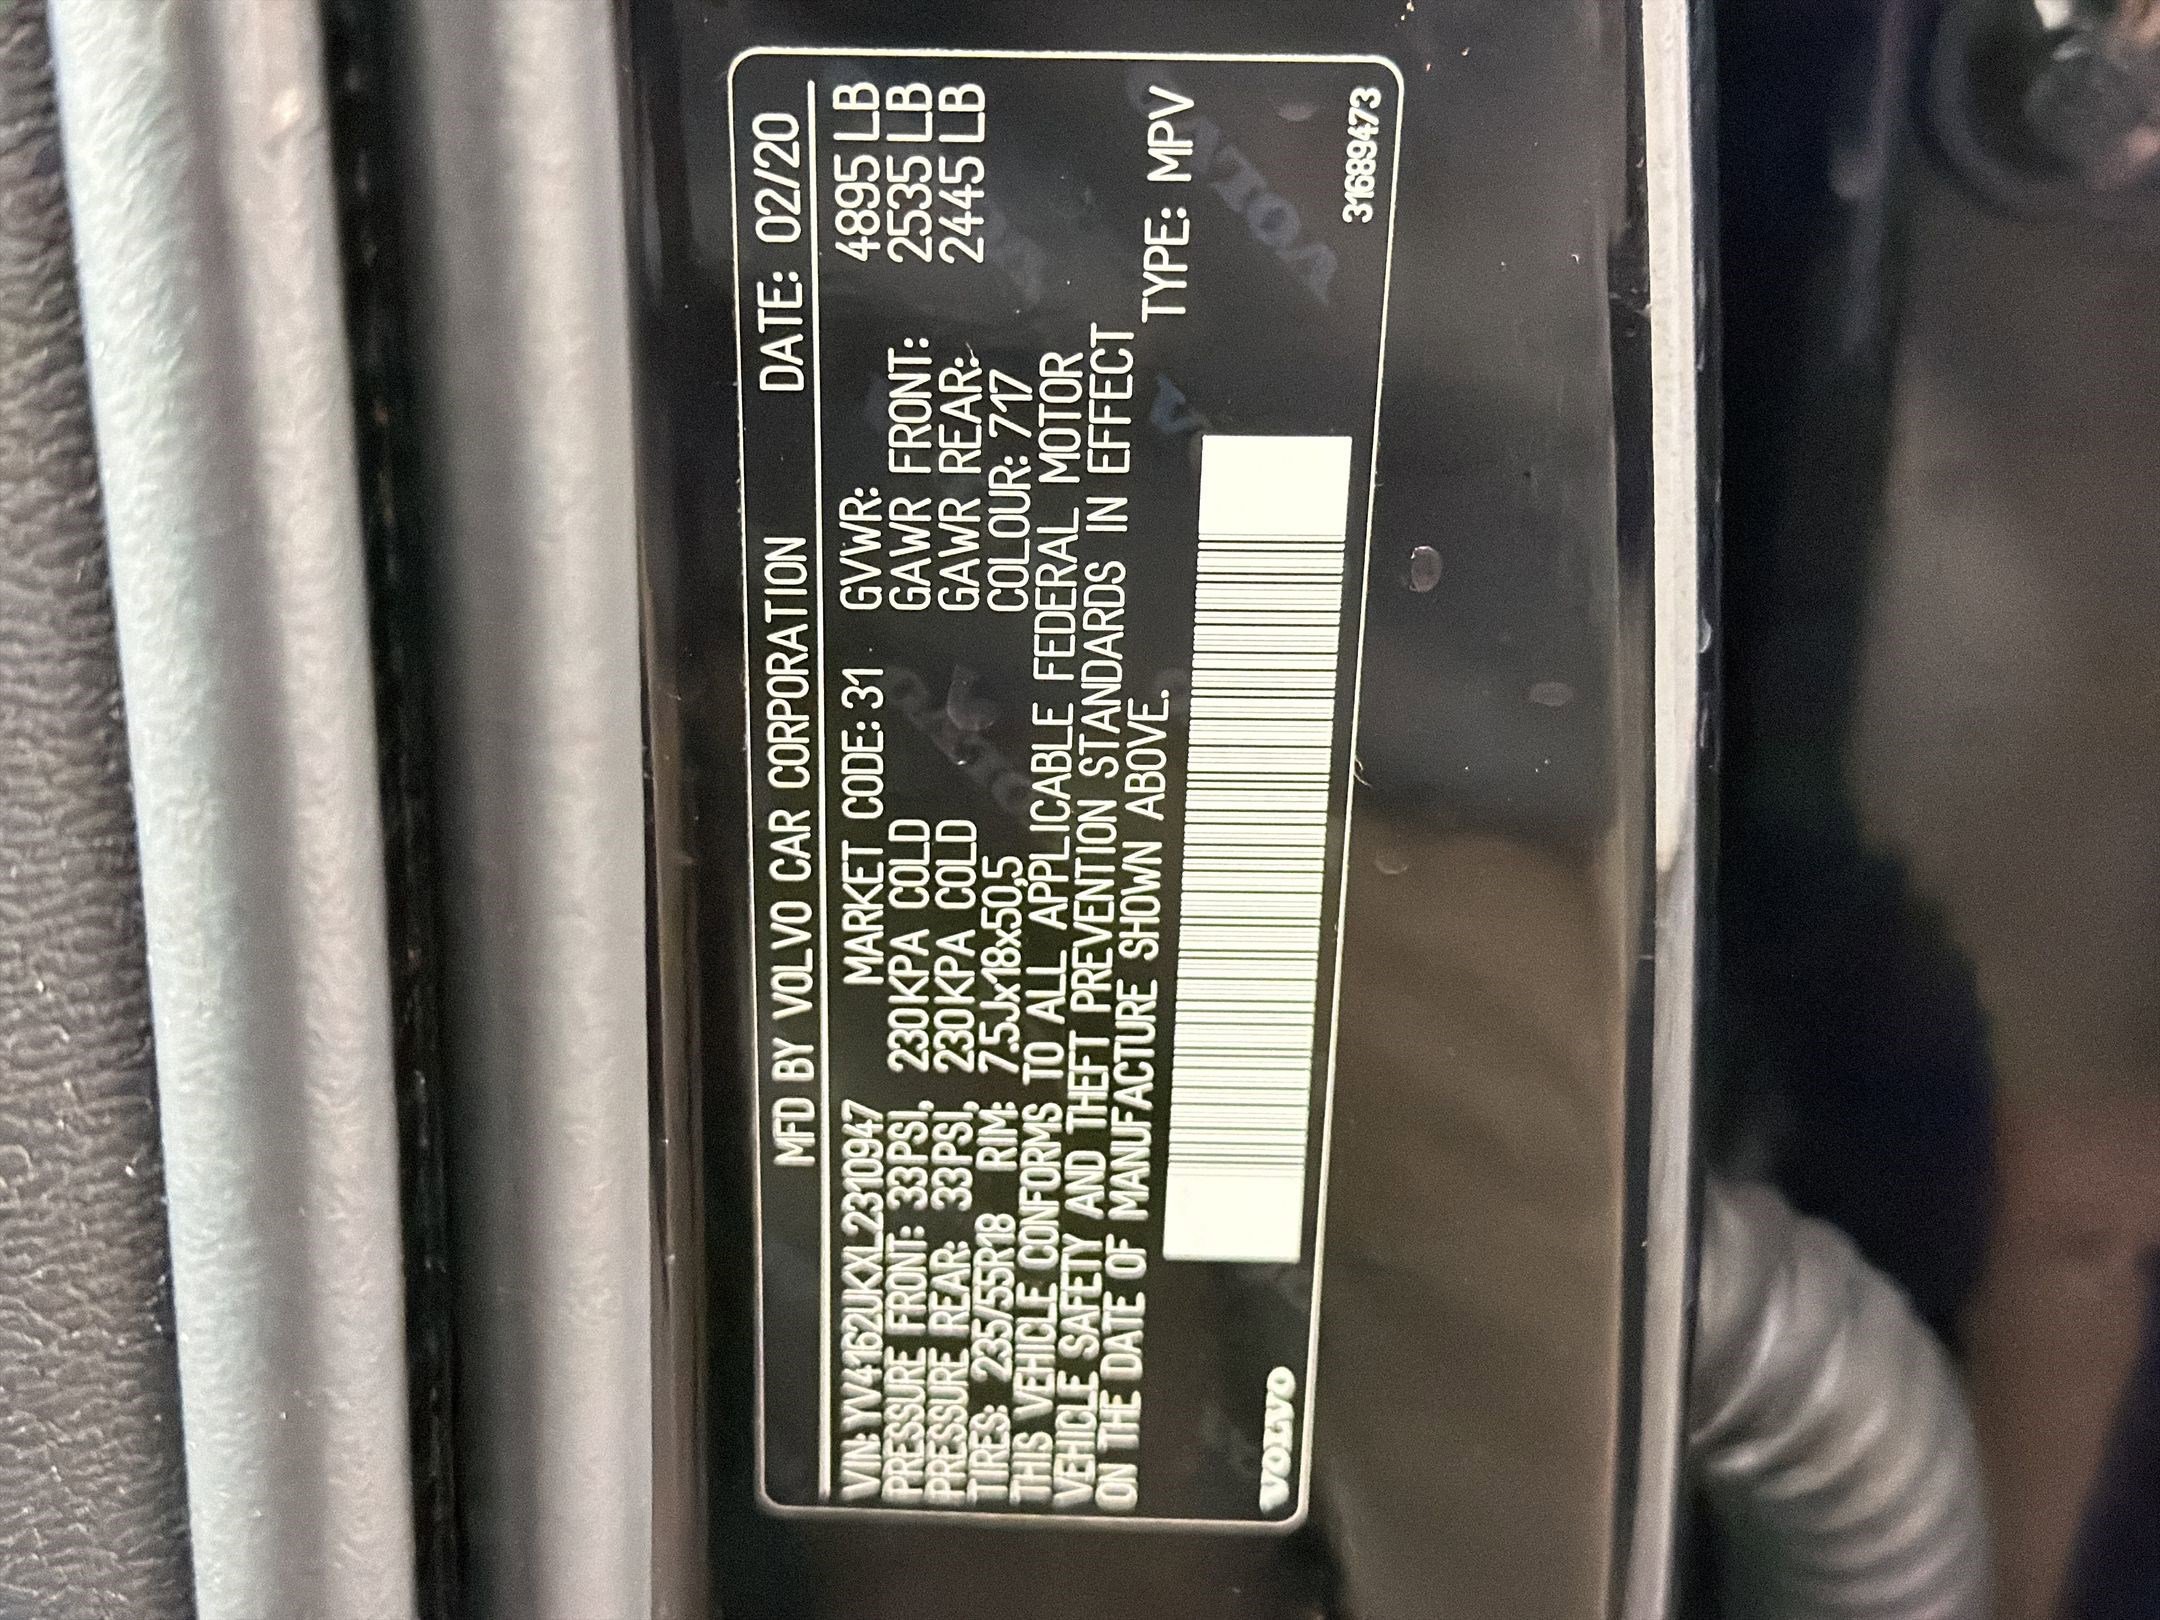 MFD BY VOLVO CAR CORPORATION DATE: 02/20
VIN: YV4162UKXL2310947 MARKET CODE: 31 GVWR: 4895 LB
PRESSURE FRONT: 33PSI, 230KPA COLD GAWR FRONT: 2535 LB
PRESSURE REAR: 33PSI, 230KPA COLD GAWR REAR: 2445 LB
TIRES: 235/55R18 RIM: 7.5Jx18x50,5 COLOUR: 717
THIS VEHICLE CONFORMS TO ALL APPLICABLE FEDERAL MOTOR
VEHICLE SAFETY AND THEFT PREVENTION STANDARDS IN EFFECT
ON THE DATE OF MANUFACTURE SHOWN ABOVE. TYPE: MPV
VOLVO 31689473